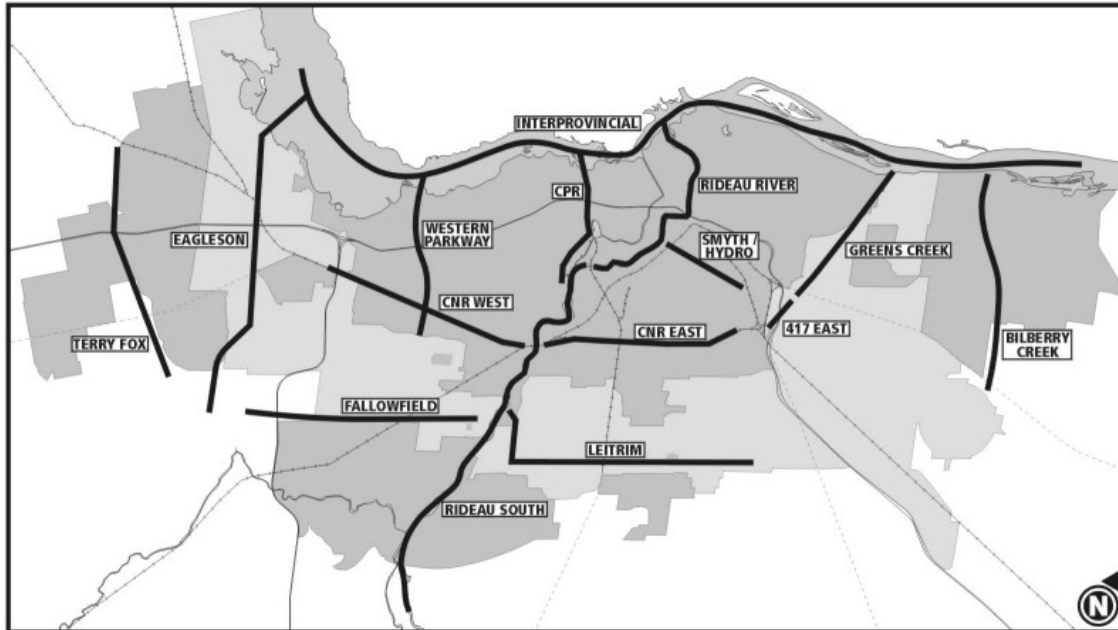 INTERPROVINCIAL
CPR
RIDEAU RIVER
EAGLESON
WESTERN
PARKWAY
SMYTH /
HYDRO
GREENS CREEK
CNR WEST
TERRY FOX
CNR EAST
417 EAST
BILBERRY
CREEK
FALLOWFIELD
LEITRIM
RIDEAU SOUTH
N